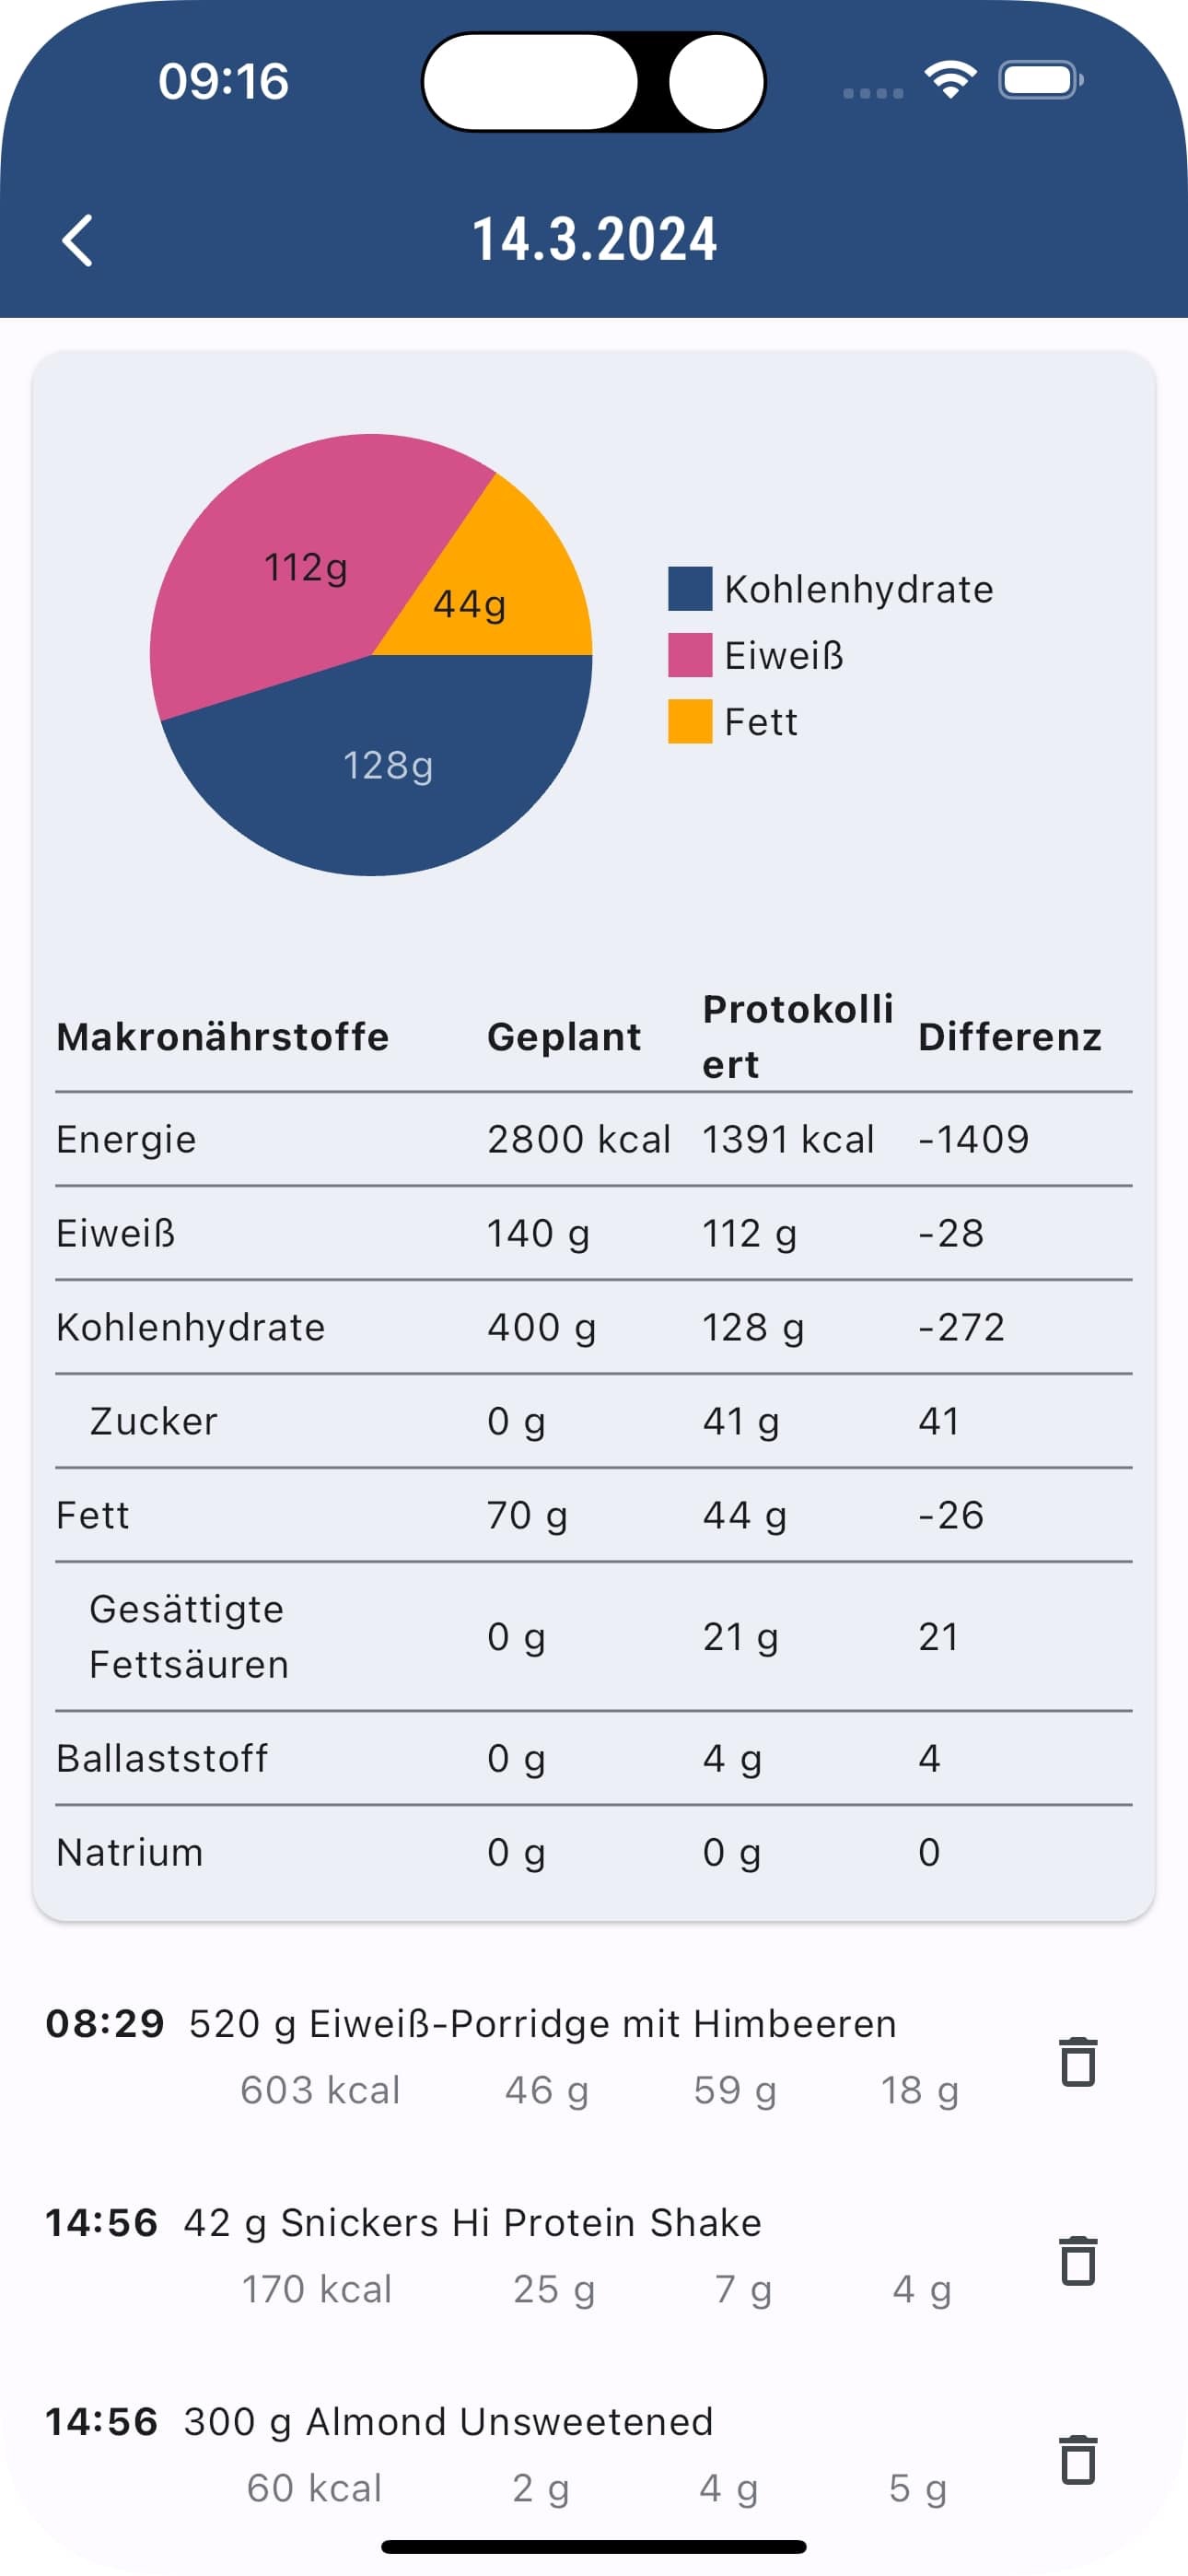 09:16
14.3.2024
112g
44g
128g
Kohlenhydrate
Eiweiß
Fett
Makronährstoffe Geplant Protokolli
ert Differenz
Energie 2800 kcal 1391 kcal -1409
Eiweiß 140 g 112 g -28
Kohlenhydrate 400 g 128 g -272
Zucker 0 g 41 g 41
Fett 70 g 44 g -26
Gesättigte
Fettsäuren 0 g 21 g 21
Ballaststoff 0 g 4 g 4
Natrium 0 g 0 g 0
08:29 520 g Eiweiß-Porridge mit Himbeeren
603 kcal 46 g 59 g 18 g
14:56 42 g Snickers Hi Protein Shake
170 kcal 25 g 7 g 4 g
14:56 300 g Almond Unsweetened
60 kcal 2 g 4 g 5 g